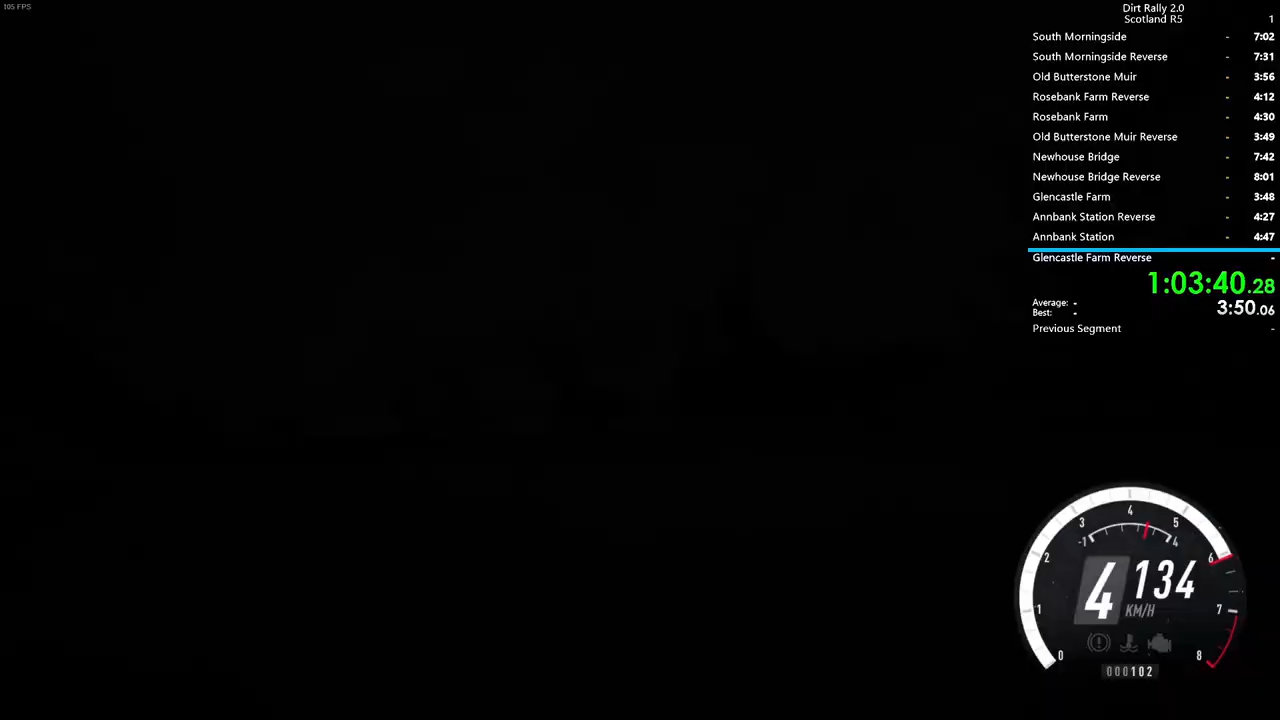 105 FPS
Dirt Rally 2.0
Scotland R5 1
South Morningside - 7:02
South Morningside Reverse - 7:31
Old Butterstone Muir - 3:56
Rosebank Farm Reverse - 4:12
Rosebank Farm - 4:30
Old Butterstone Muir Reverse - 3:49
Newhouse Bridge - 7:42
Newhouse Bridge Reverse - 8:01
Glencastle Farm - 3:48
Annbank Station Reverse - 4:27
Annbank Station - 4:47
Glencastle Farm Reverse -
1:03:40.28
Average: -
Best: - 3:50.06
Previous Segment -
0 1 2 3 4 5 6 7 8
-1 4
4 134
KM/H
000102